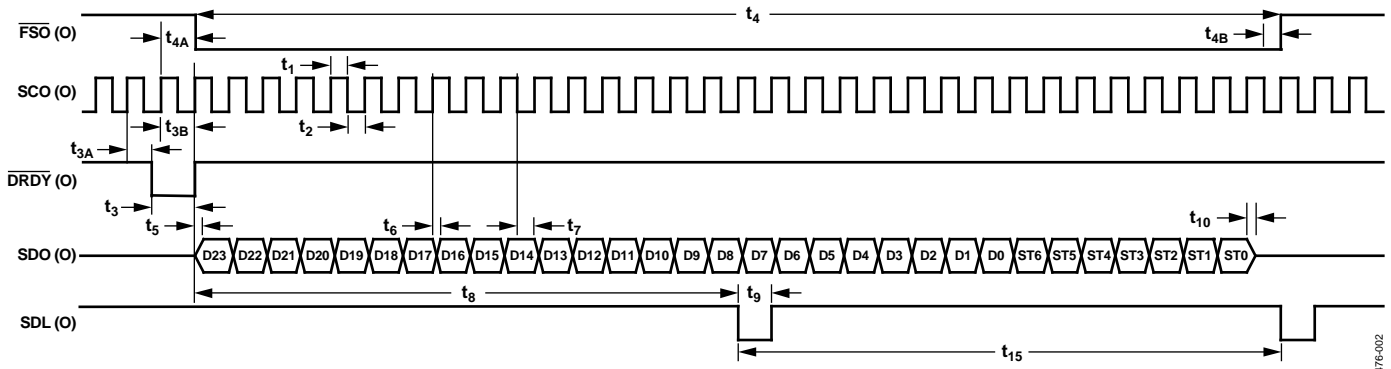 t4
FSO (O)
t4A
t4B
t1
SCO (O)
t3B
t2
t3A
DRDY (O)
t3
t5
t6
t7
t10
SDO (O)
D23 D22 D21 D20 D19 D18 D17 D16 D15 D14 D13 D12 D11 D10 D9 D8 D7 D6 D5 D4 D3 D2 D1 D0 ST6 ST5 ST4 ST3 ST2 ST1 ST0
t8
t9
SDL (O)
t15